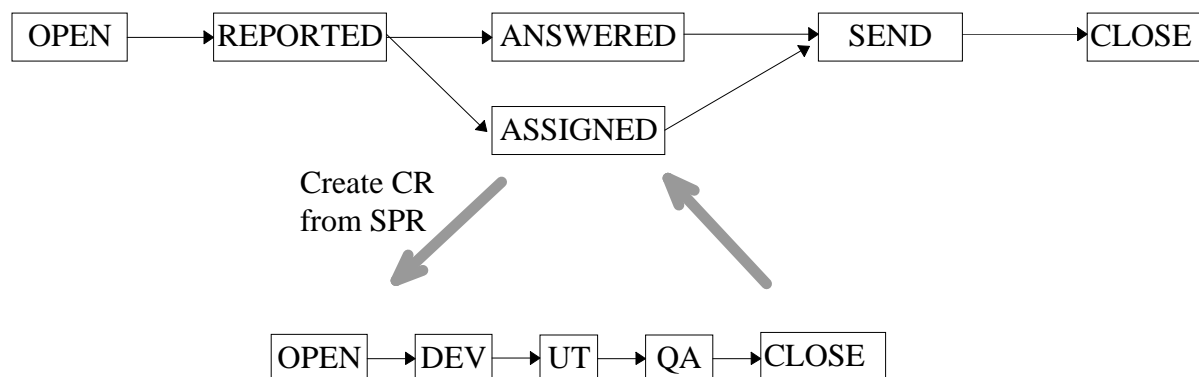 OPEN REPORTED ANSWERED SEND CLOSE
ASSIGNED
Create CR
from SPR
OPEN DEV UT QA CLOSE